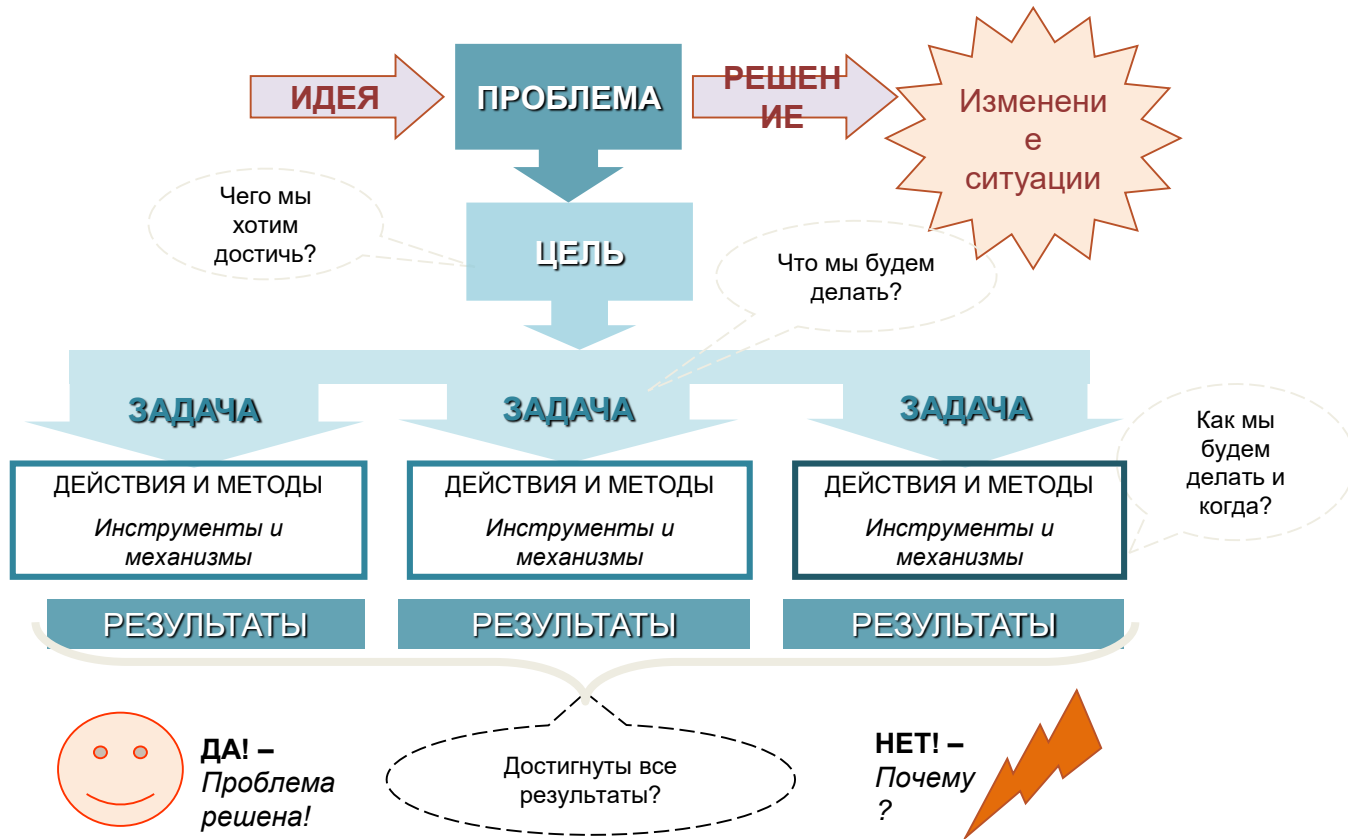 ИДЕЯ
ПРОБЛЕМА
РЕШЕН
ИЕ
Изменени
е
ситуации
Чего мы
хотим
достичь?
ЦЕЛЬ
Что мы будем
делать?
ЗАДАЧА
ЗАДАЧА
ЗАДАЧА
Как мы
будем
делать и
когда?
ДЕЙСТВИЯ И МЕТОДЫ
Инструменты и
механизмы
ДЕЙСТВИЯ И МЕТОДЫ
Инструменты и
механизмы
ДЕЙСТВИЯ И МЕТОДЫ
Инструменты и
механизмы
РЕЗУЛЬТАТЫ
РЕЗУЛЬТАТЫ
РЕЗУЛЬТАТЫ
ДА! –
Проблема
решена!
Достигнуты все
результаты?
НЕТ! –
Почему
?